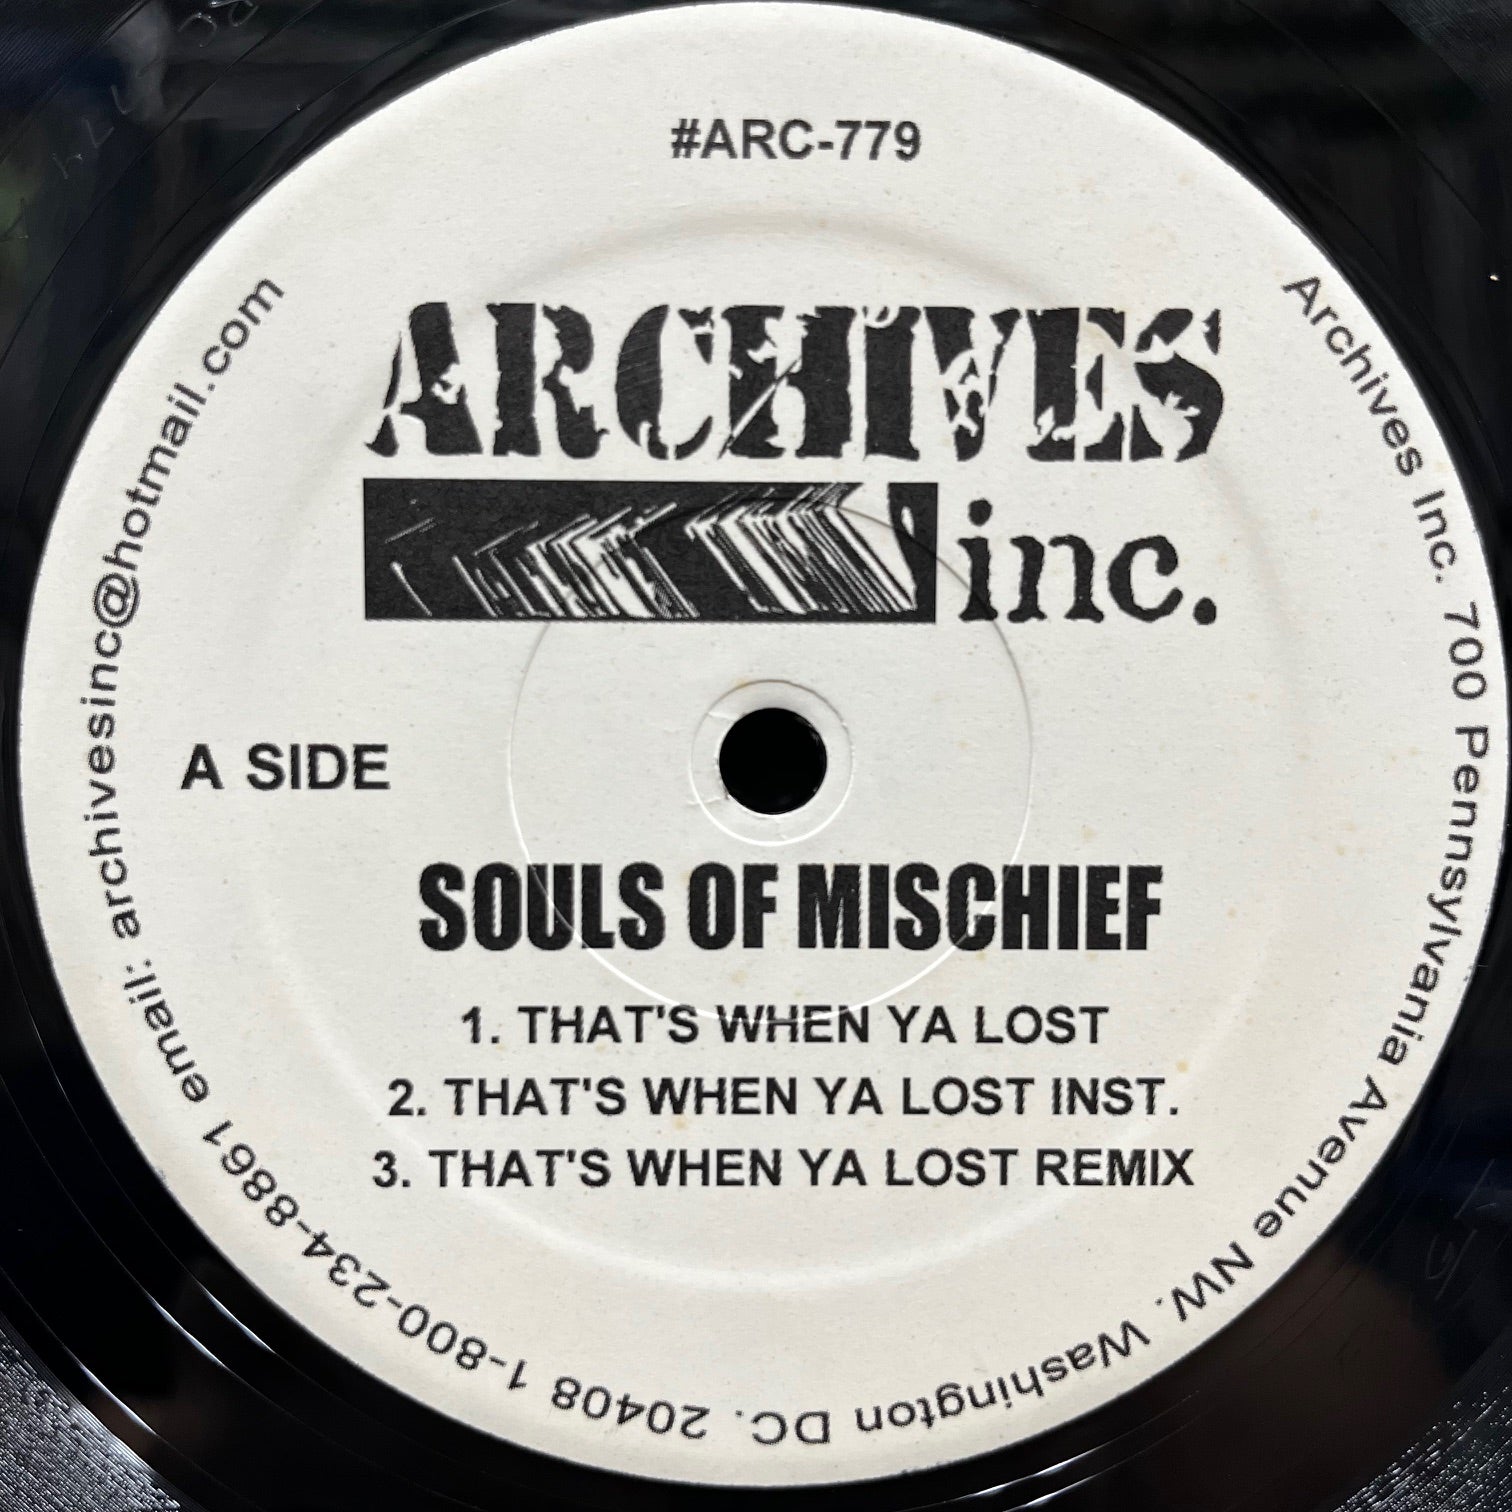 #ARC-779
ARCHIVES
inc.
A SIDE
SOULS OF MISCHIEF
1. THAT'S WHEN YA LOST
2. THAT'S WHEN YA LOST INST.
3. THAT'S WHEN YA LOST REMIX
Archives Inc. 700 Pennsylvania Avenue NW. Washington DC. 20408 1-800-234-8861 email: archivesinc@hotmail.com